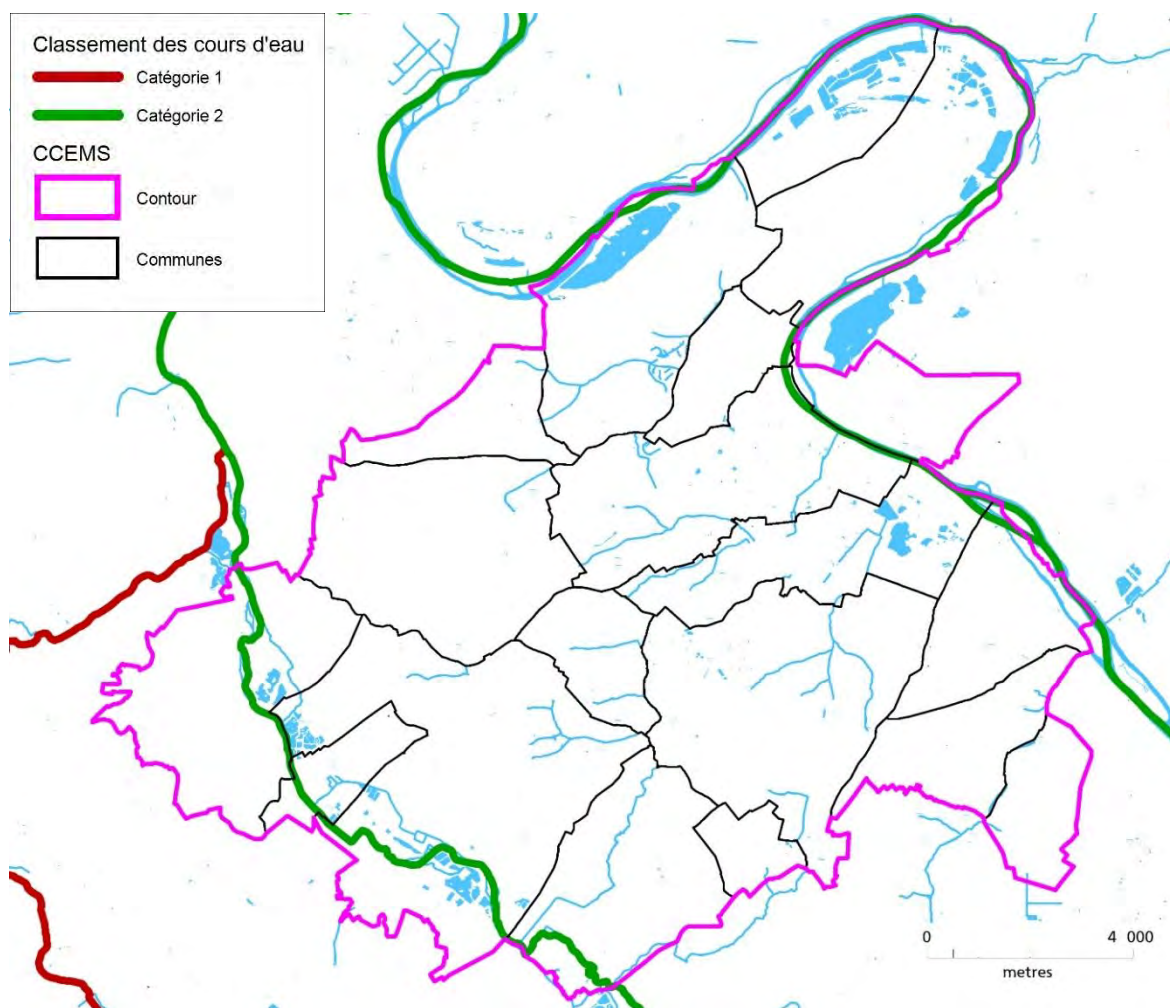 Classement des cours d'eau
Catégorie 1
Catégorie 2
CCEMS
Contour
Communes
0 4 000
metres